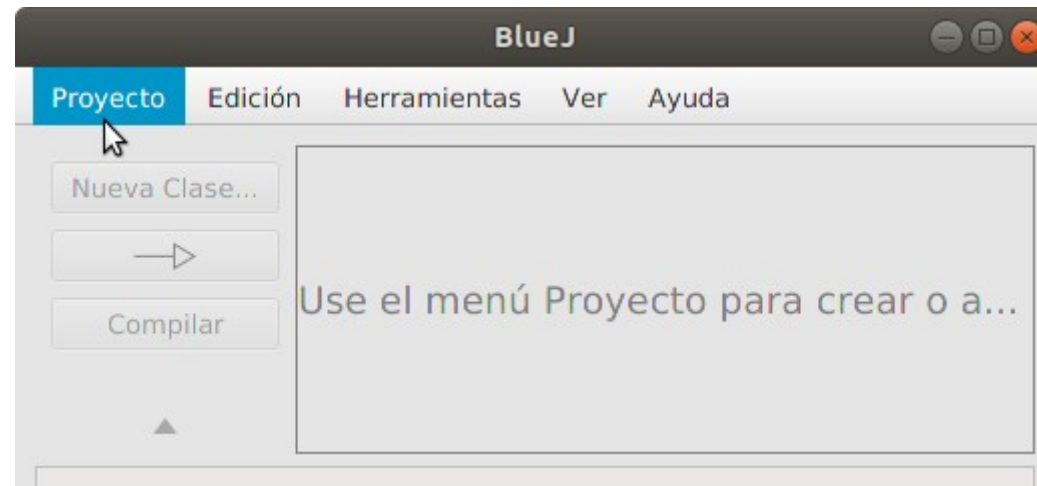 BlueJ
Proyecto Edición Herramientas Ver Ayuda
Nueva Clase...
Compilar
Use el menú Proyecto para crear o a...